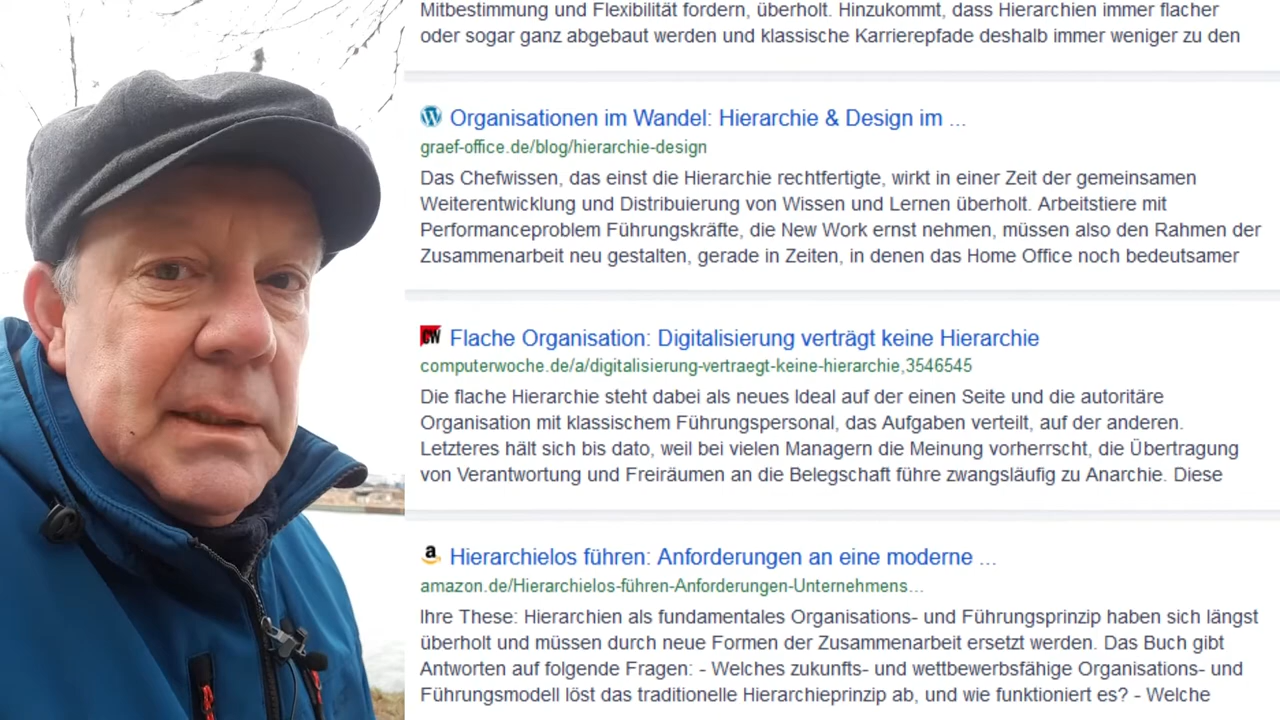 Mitbestimmung und Flexibilität fordern, überholt. Hinzukommt, dass Hierarchien immer flacher
oder sogar ganz abgebaut werden und klassische Karrierepfade deshalb immer weniger zu den
Organisationen im Wandel: Hierarchie & Design im ...
graef-office.de/blog/hierarchie-design
Das Chefwissen, das einst die Hierarchie rechtfertigte, wirkt in einer Zeit der gemeinsamen
Weiterentwicklung und Distribuierung von Wissen und Lernen überholt. Arbeitstiere mit
Performanceproblem Führungskräfte, die New Work ernst nehmen, müssen also den Rahmen der
Zusammenarbeit neu gestalten, gerade in Zeiten, in denen das Home Office noch bedeutsamer
CW
Flache Organisation: Digitalisierung verträgt keine Hierarchie
computerwoche.de/a/digitalisierung-vertraegt-keine-hierarchie,3546545
Die flache Hierarchie steht dabei als neues Ideal auf der einen Seite und die autoritäre
Organisation mit klassischem Führungspersonal, das Aufgaben verteilt, auf der anderen.
Letzteres hält sich bis dato, weil bei vielen Managern die Meinung vorherrscht, die Übertragung
von Verantwortung und Freiräumen an die Belegschaft führe zwangsläufig zu Anarchie. Diese
Hierarchielos führen: Anforderungen an eine moderne ...
amazon.de/Hierarchielos-führen-Anforderungen-Unternehmens...
Ihre These: Hierarchien als fundamentales Organisations- und Führungsprinzip haben sich längst
überholt und müssen durch neue Formen der Zusammenarbeit ersetzt werden. Das Buch gibt
Antworten auf folgende Fragen: - Welches zukunfts- und wettbewerbsfähige Organisations- und
Führungsmodell löst das traditionelle Hierarchieprinzip ab, und wie funktioniert es? - Welche